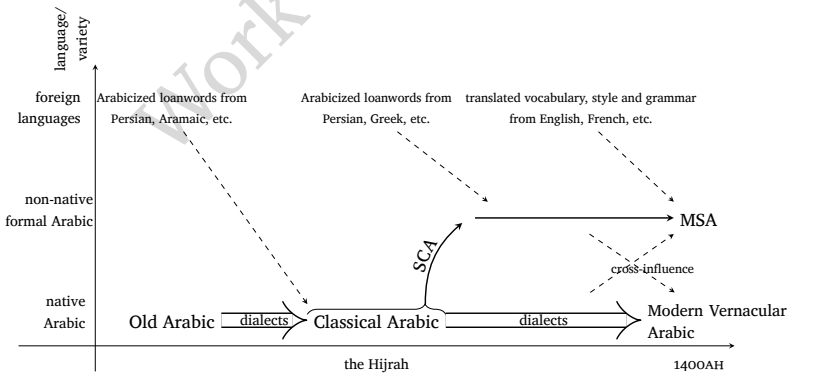 language/
variety
Work
foreign
languages
Arabicized loanwords from
Persian, Aramaic, etc.
Arabicized loanwords from
Persian, Greek, etc.
translated vocabulary, style and grammar
from English, French, etc.
non-native
formal Arabic
MSA
SCA
cross-influence
native
Arabic
Old Arabic
dialects
Classical Arabic
dialects
Modern Vernacular
Arabic
the Hijrah
1400AH